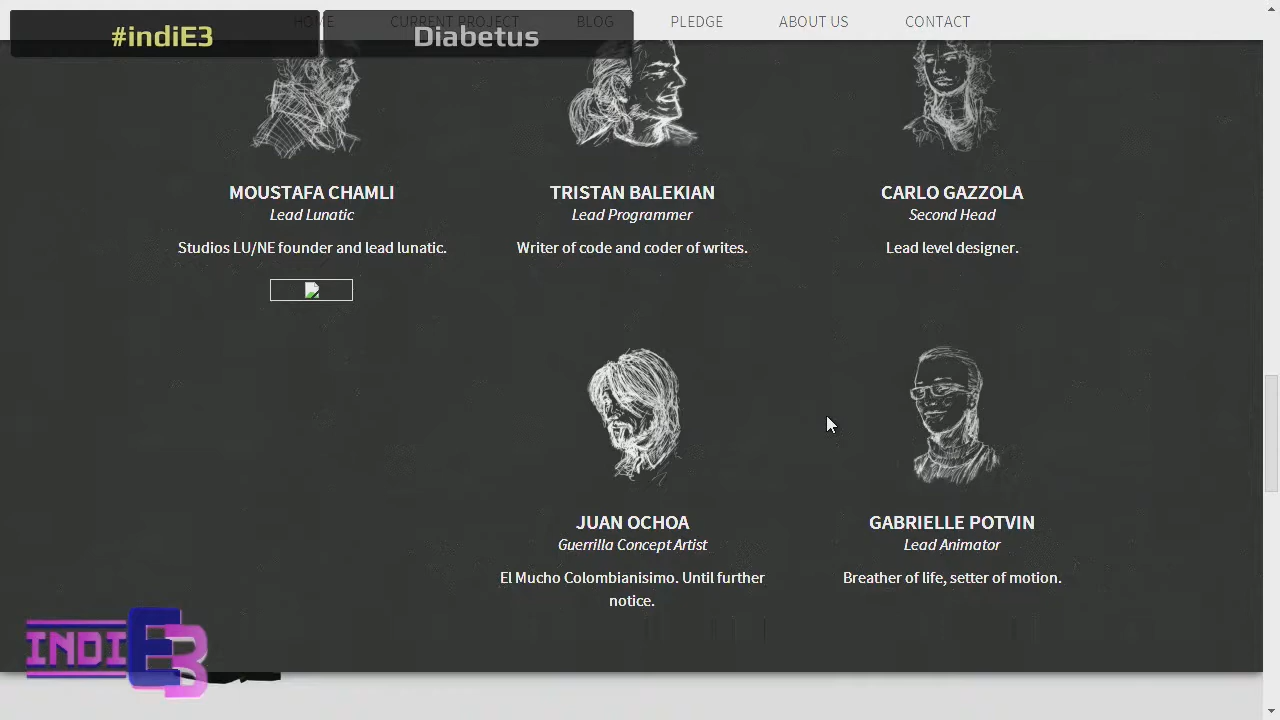 HOME CURRENT PROJECT BLOG PLEDGE ABOUT US CONTACT
#indiE3 Diabetus
MOUSTAFA CHAMLI
Lead Lunatic
Studios LU/NE founder and lead lunatic.
TRISTAN BALEKIAN
Lead Programmer
Writer of code and coder of writes.
CARLO GAZZOLA
Second Head
Lead level designer.
JUAN OCHOA
Guerrilla Concept Artist
El Mucho Colombianisimo. Until further
notice.
GABRIELLE POTVIN
Lead Animator
Breather of life, setter of motion.
INDIE3